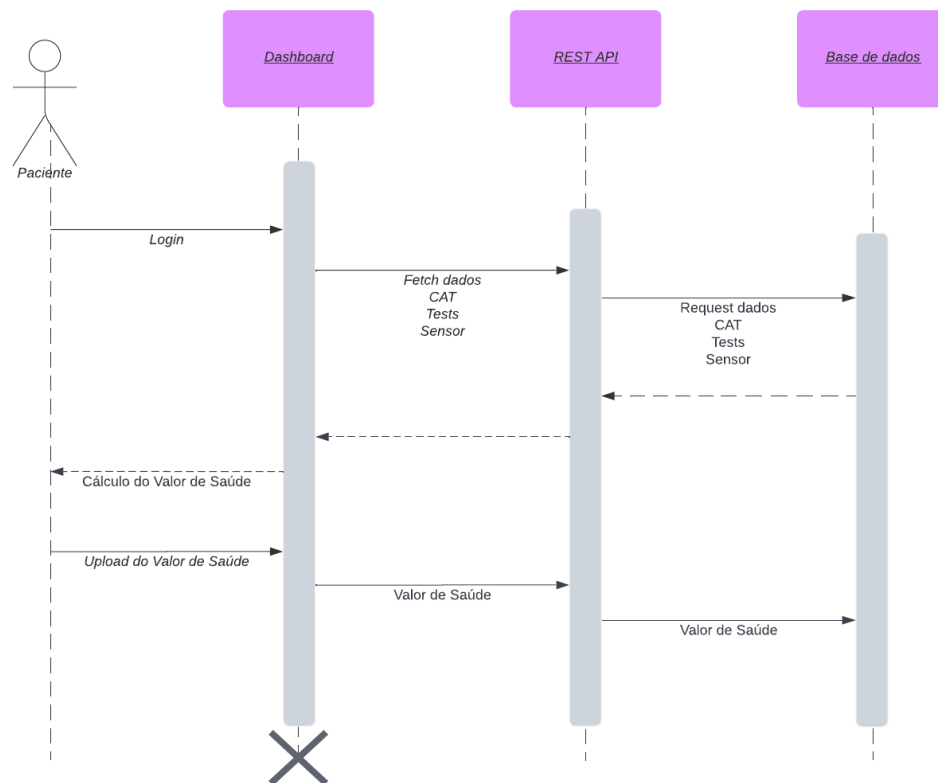 Dashboard
REST API
Base de dados
Paciente
Login
Fetch dados
CAT
Tests
Sensor
Request dados
CAT
Tests
Sensor
Cálculo do Valor de Saúde
Upload do Valor de Saúde
Valor de Saúde
Valor de Saúde